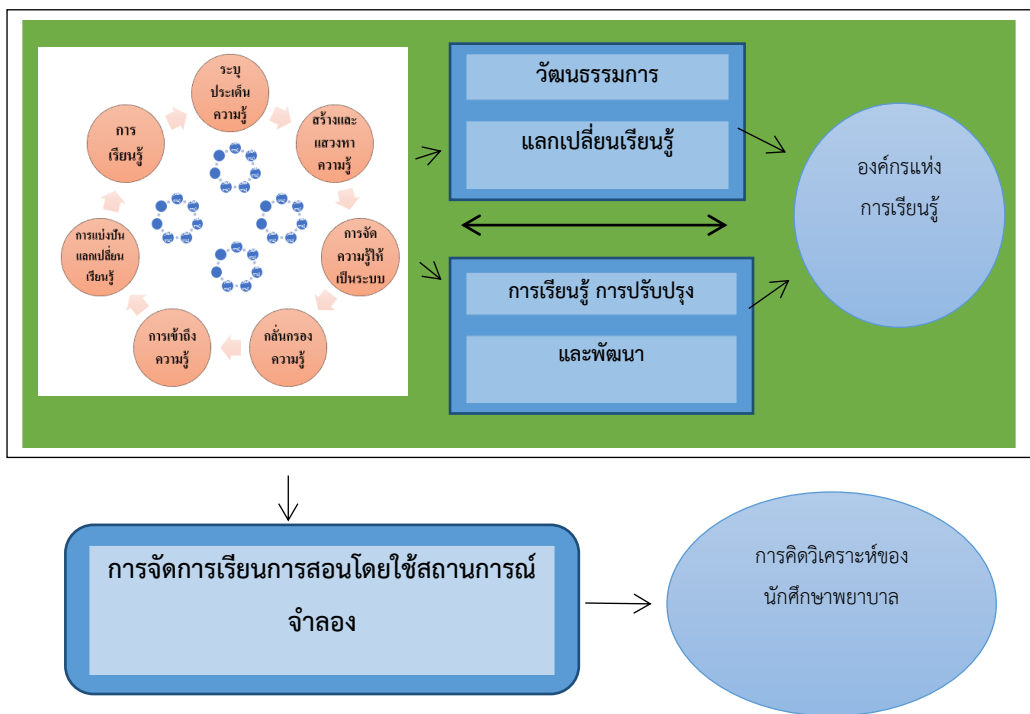 ระบุ
ประเด็น
ความรู้
สร้างและ
แสวงหา
ความรู้
การจัด
ความรู้ให้
เป็นระบบ
กลั่นกรอง
ความรู้
การเข้าถึง
ความรู้
การแบ่งปัน
แลกเปลี่ยน
เรียนรู้
การ
เรียนรู้
วัฒนธรรมการ
แลกเปลี่ยนเรียนรู้
การเรียนรู้ การปรับปรุง
และพัฒนา
องค์กรแห่ง
การเรียนรู้
การจัดการเรียนการสอนโดยใช้สถานการณ์
จำลอง
การคิดวิเคราะห์ของ
นักศึกษาพยาบาล